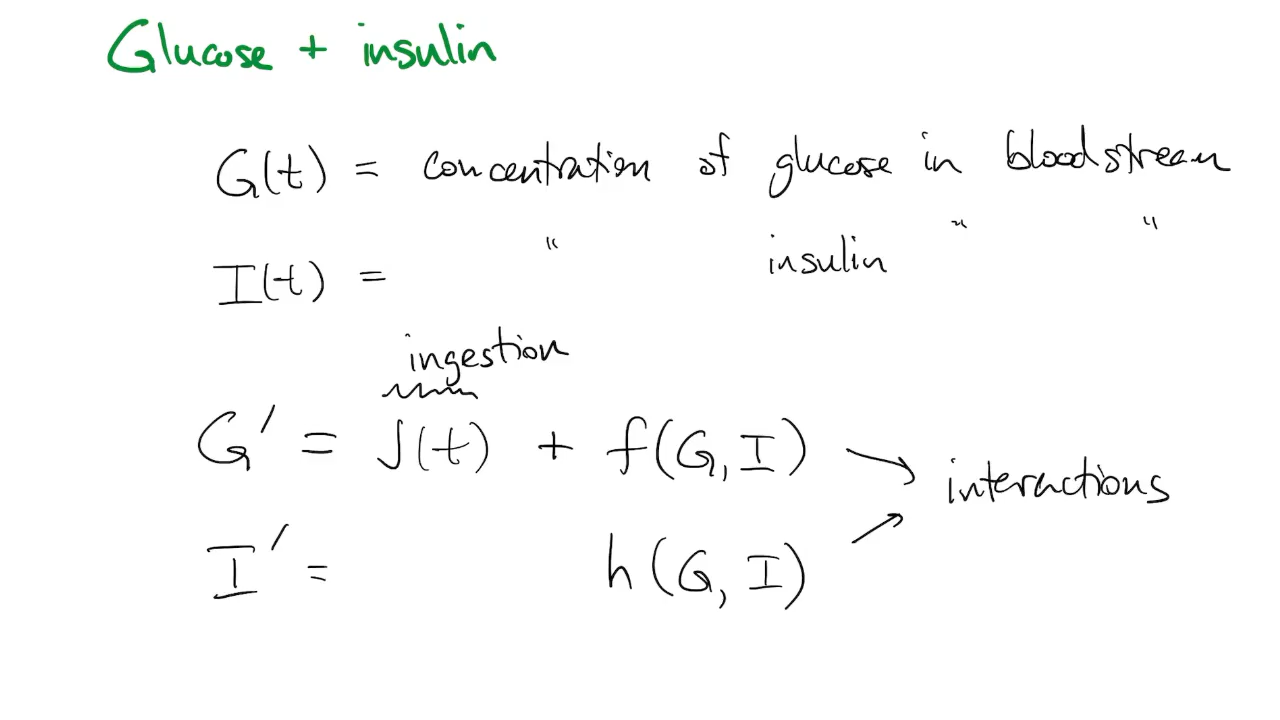 Glucose + insulin
G(t) = concentration of glucose in bloodstream
I(t) = " insulin " "
ingestion
G' = J(t) + f(G, I)
interactions
I' = h(G, I)